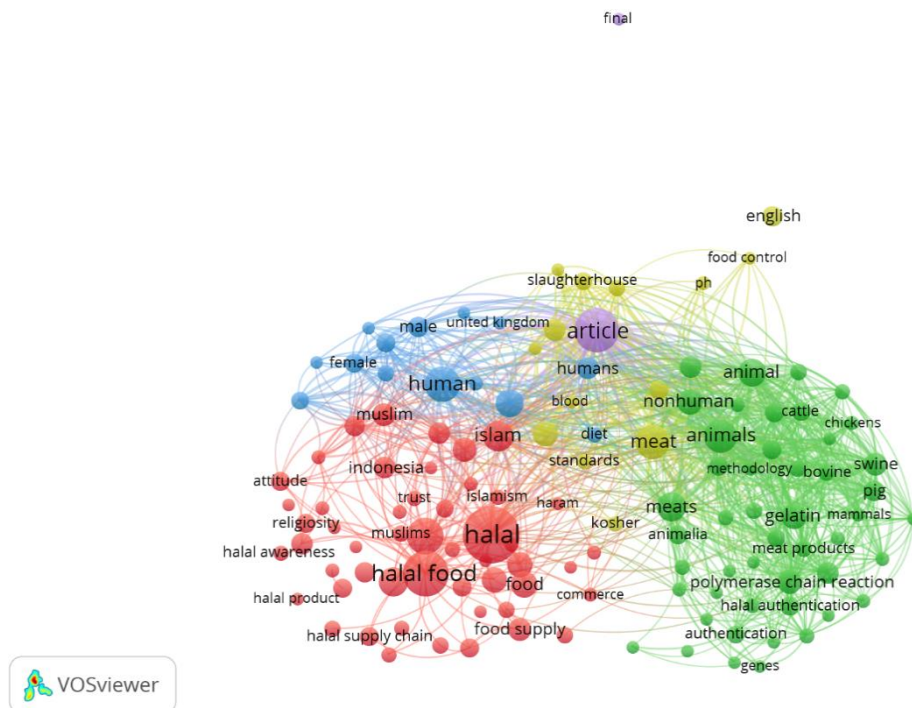 final
english
food control
slaughterhouse
ph
male
united kingdom
article
female
humans
animal
human
blood
nonhuman
muslim
cattle
chickens
islam
diet
meat
animals
indonesia
standards
methodology
bovine
swine
attitude
trust
islamism
haram
meats
pig
religiosity
muslims
halal
kosher
animalia
gelatin
mammals
halal awareness
meat products
halal food
food
commerce
polymerase chain reaction
halal product
halal authentication
halal supply chain
food supply
authentication
genes
VOSviewer